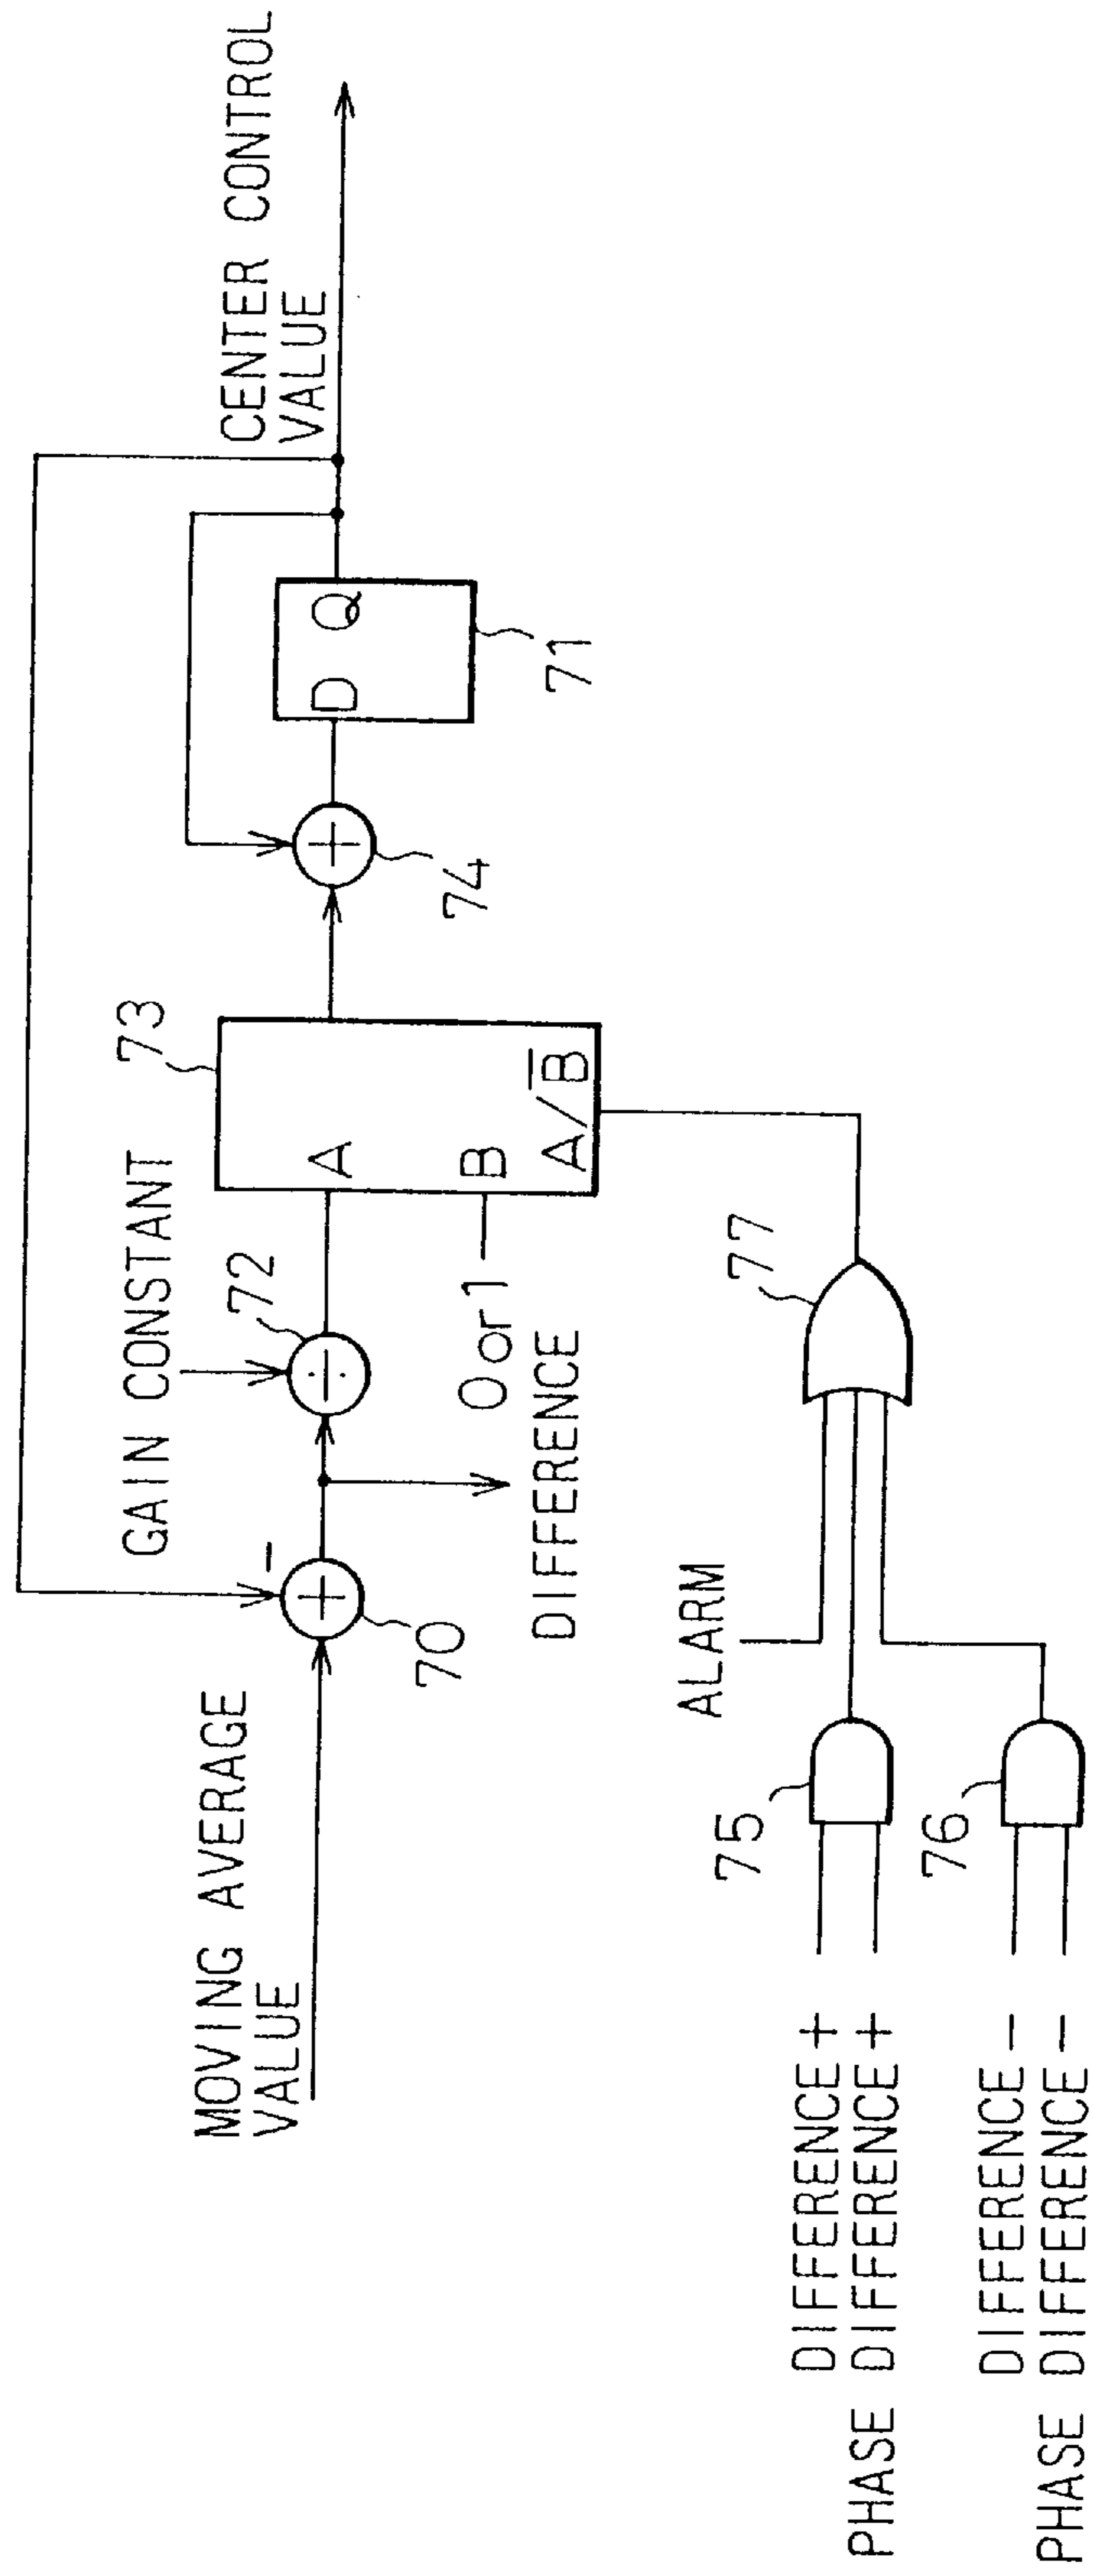 CENTER CONTROL
VALUE
GAIN CONSTANT
73
72
MOVING AVERAGE
VALUE
-
70
A
B
A/B̅
74
D Q
71
0 or 1
DIFFERENCE
ALARM
77
75
DIFFERENCE +
PHASE DIFFERENCE +
76
DIFFERENCE -
PHASE DIFFERENCE -